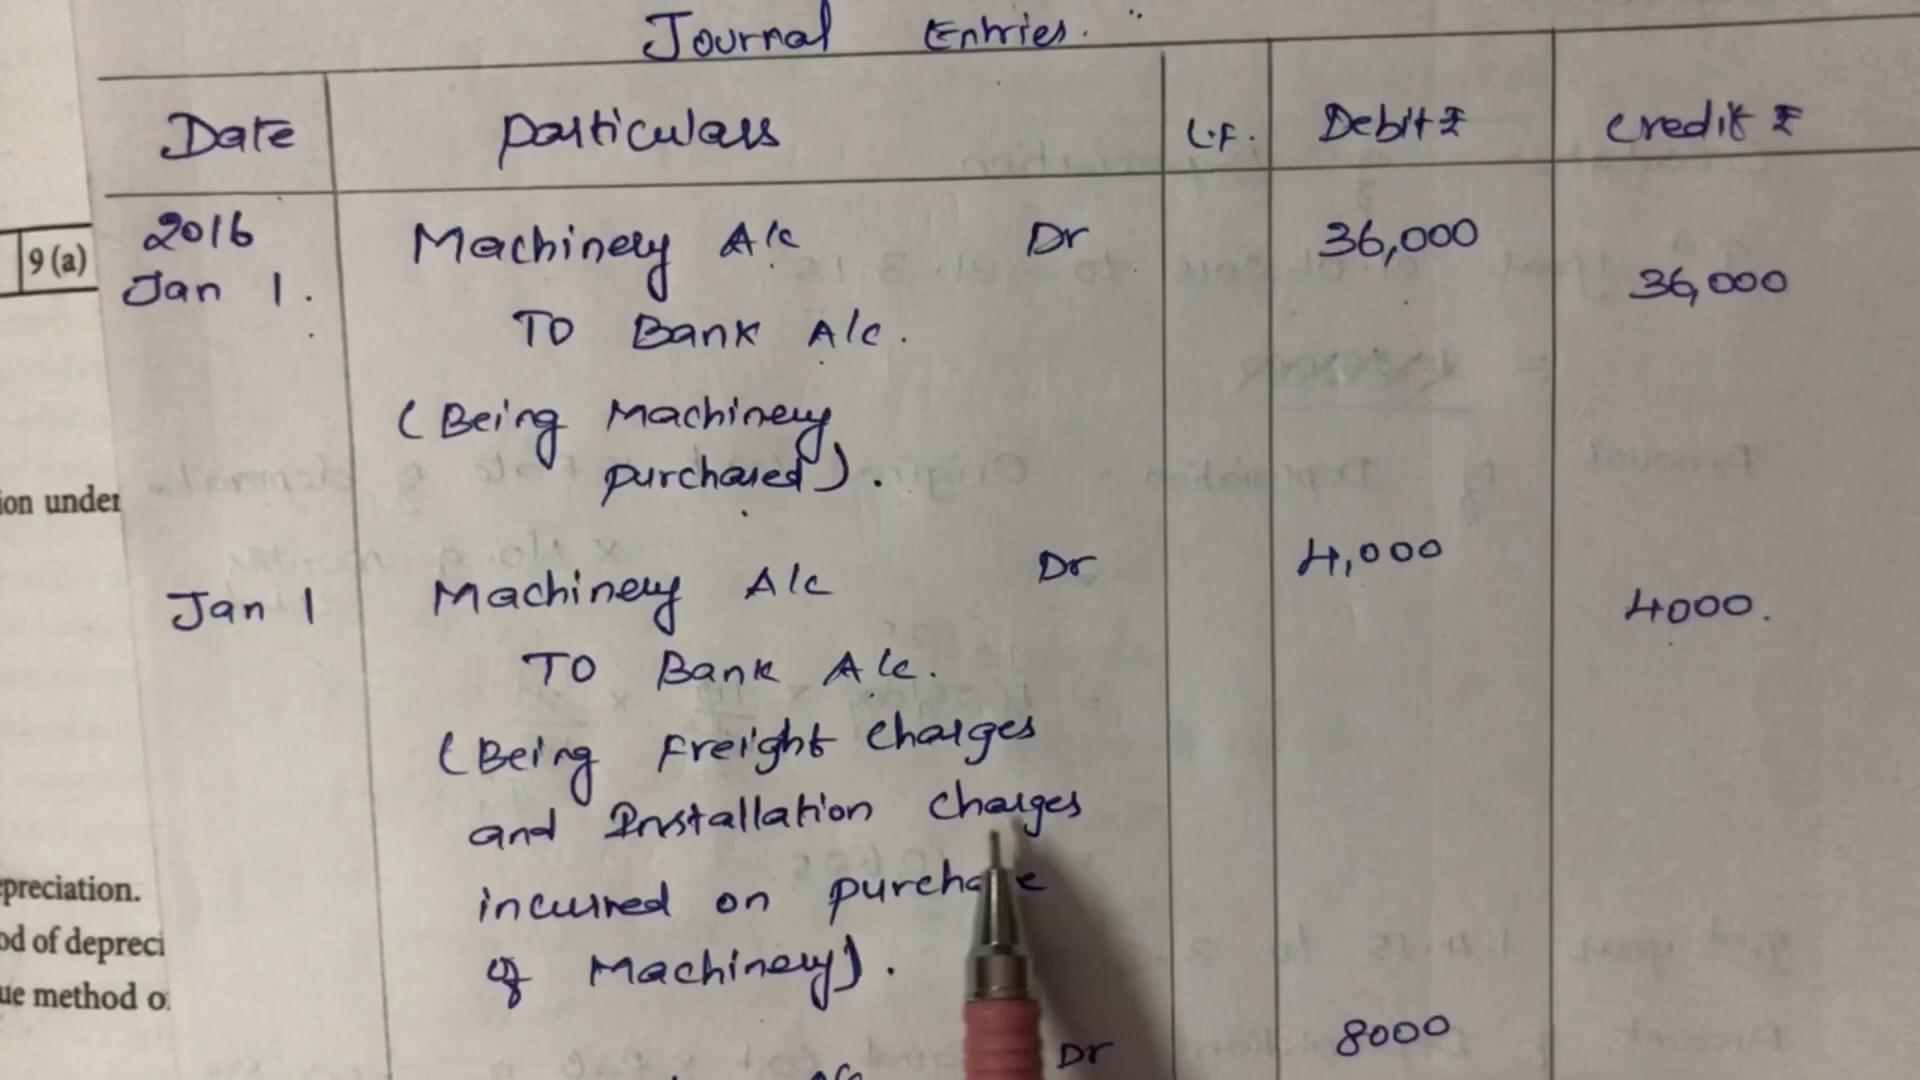 Journal Entries.
Date Particulars L.F. Debit ₹ Credit ₹
2016 Machinery A/c Dr 36,000
Jan 1. 36,000
To Bank A/c.
(Being Machinery
purchased).
Jan 1 Machinery A/c Dr 4,000
4000.
To Bank A/c.
(Being Freight charges
and Installation charges
incurred on purchase
of Machinery).
Dr 8000
9(a)
ion under
preciation.
od of depreci
ue method o